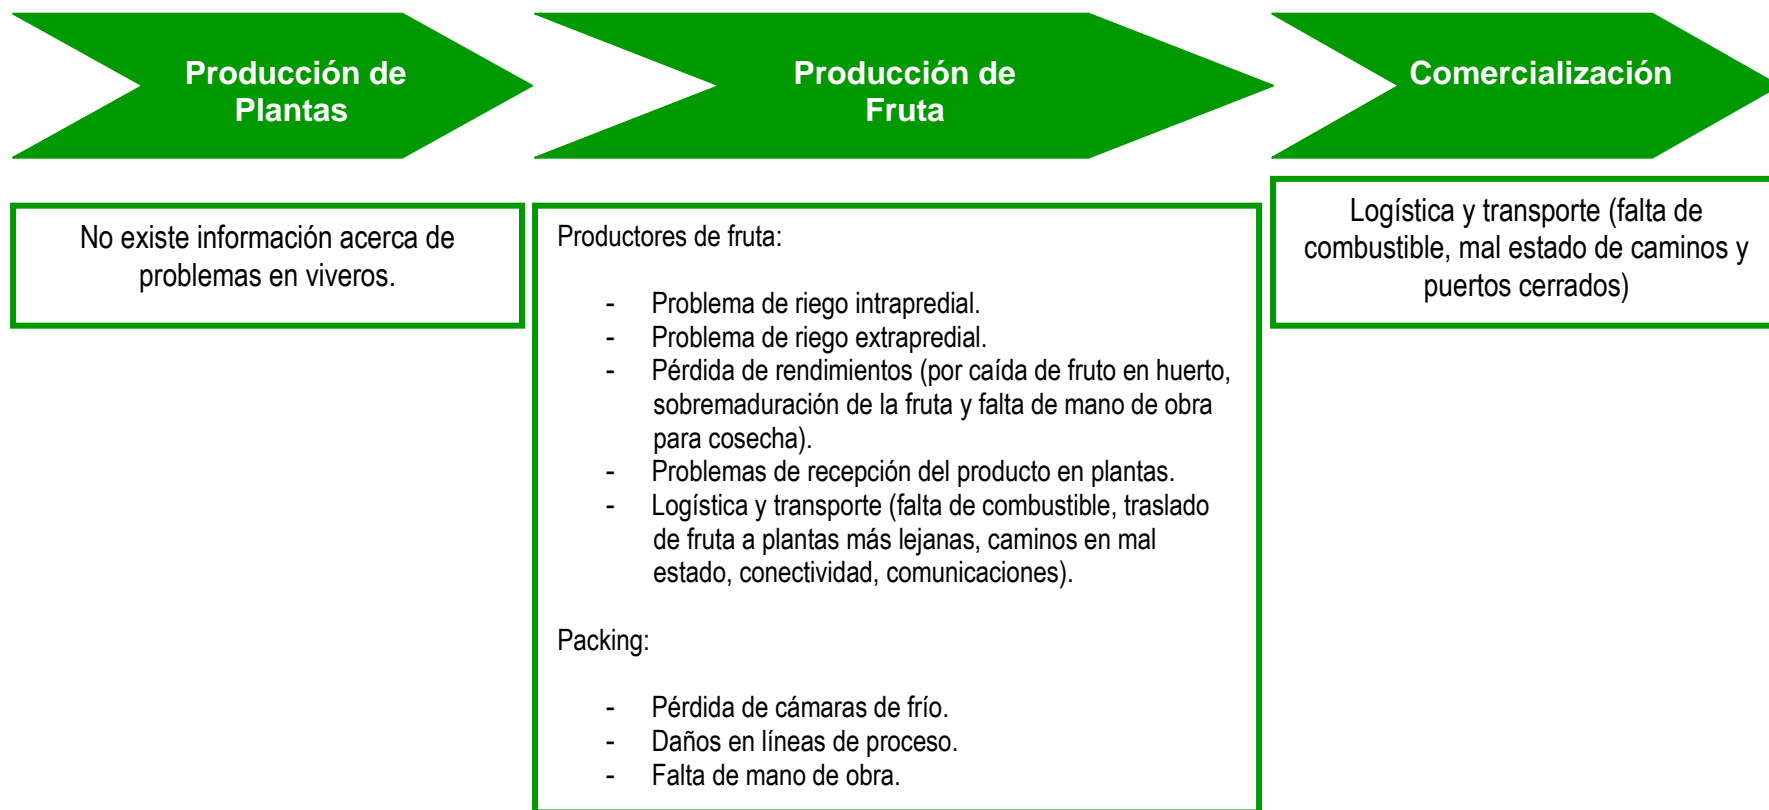 Producción de
Plantas
Producción de
Fruta
Comercialización
No existe información acerca de
problemas en viveros.
Productores de fruta:
- Problema de riego intrapredial.
- Problema de riego extrapredial.
- Pérdida de rendimientos (por caída de fruto en huerto,
sobremaduración de la fruta y falta de mano de obra
para cosecha).
- Problemas de recepción del producto en plantas.
- Logística y transporte (falta de combustible, traslado
de fruta a plantas más lejanas, caminos en mal
estado, conectividad, comunicaciones).
Packing:
- Pérdida de cámaras de frío.
- Daños en líneas de proceso.
- Falta de mano de obra.
Logística y transporte (falta de
combustible, mal estado de caminos y
puertos cerrados)